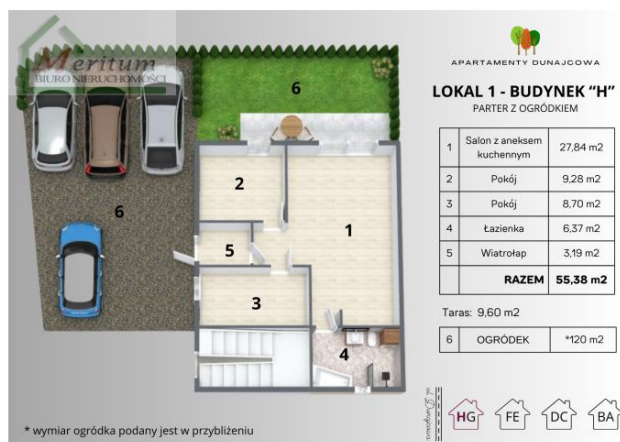 Meritum
BIURO NIERUCHOMOŚCI
APARTAMENTY DUNAJCOWA
LOKAL 1 - BUDYNEK “H”
PARTER Z OGRÓDKIEM
1 Salon z aneksem kuchennym 27,84 m2
2 Pokój 9,28 m2
3 Pokój 8,70 m2
4 Łazienka 6,37 m2
5 Wiatrołap 3,19 m2
RAZEM 55,38 m2
Taras: 9,60 m2
6 OGRÓDEK *120 m2
6
2
1
6
5
3
4
ul. Dunajcowa
HG FE DC BA
* wymiar ogródka podany jest w przybliżeniu